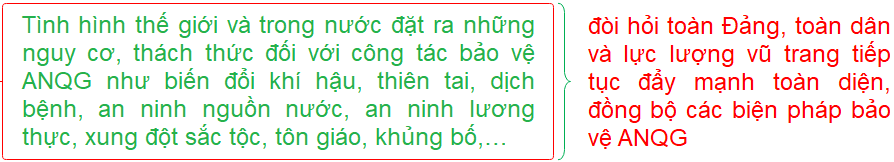 Tình hình thế giới và trong nước đặt ra những
nguy cơ, thách thức đối với công tác bảo vệ
ANQG như biến đổi khí hậu, thiên tai, dịch
bệnh, an ninh nguồn nước, an ninh lương
thực, xung đột sắc tộc, tôn giáo, khủng bố,…
đòi hỏi toàn Đảng, toàn dân
và lực lượng vũ trang tiếp
tục đẩy mạnh toàn diện,
đồng bộ các biện pháp bảo
vệ ANQG